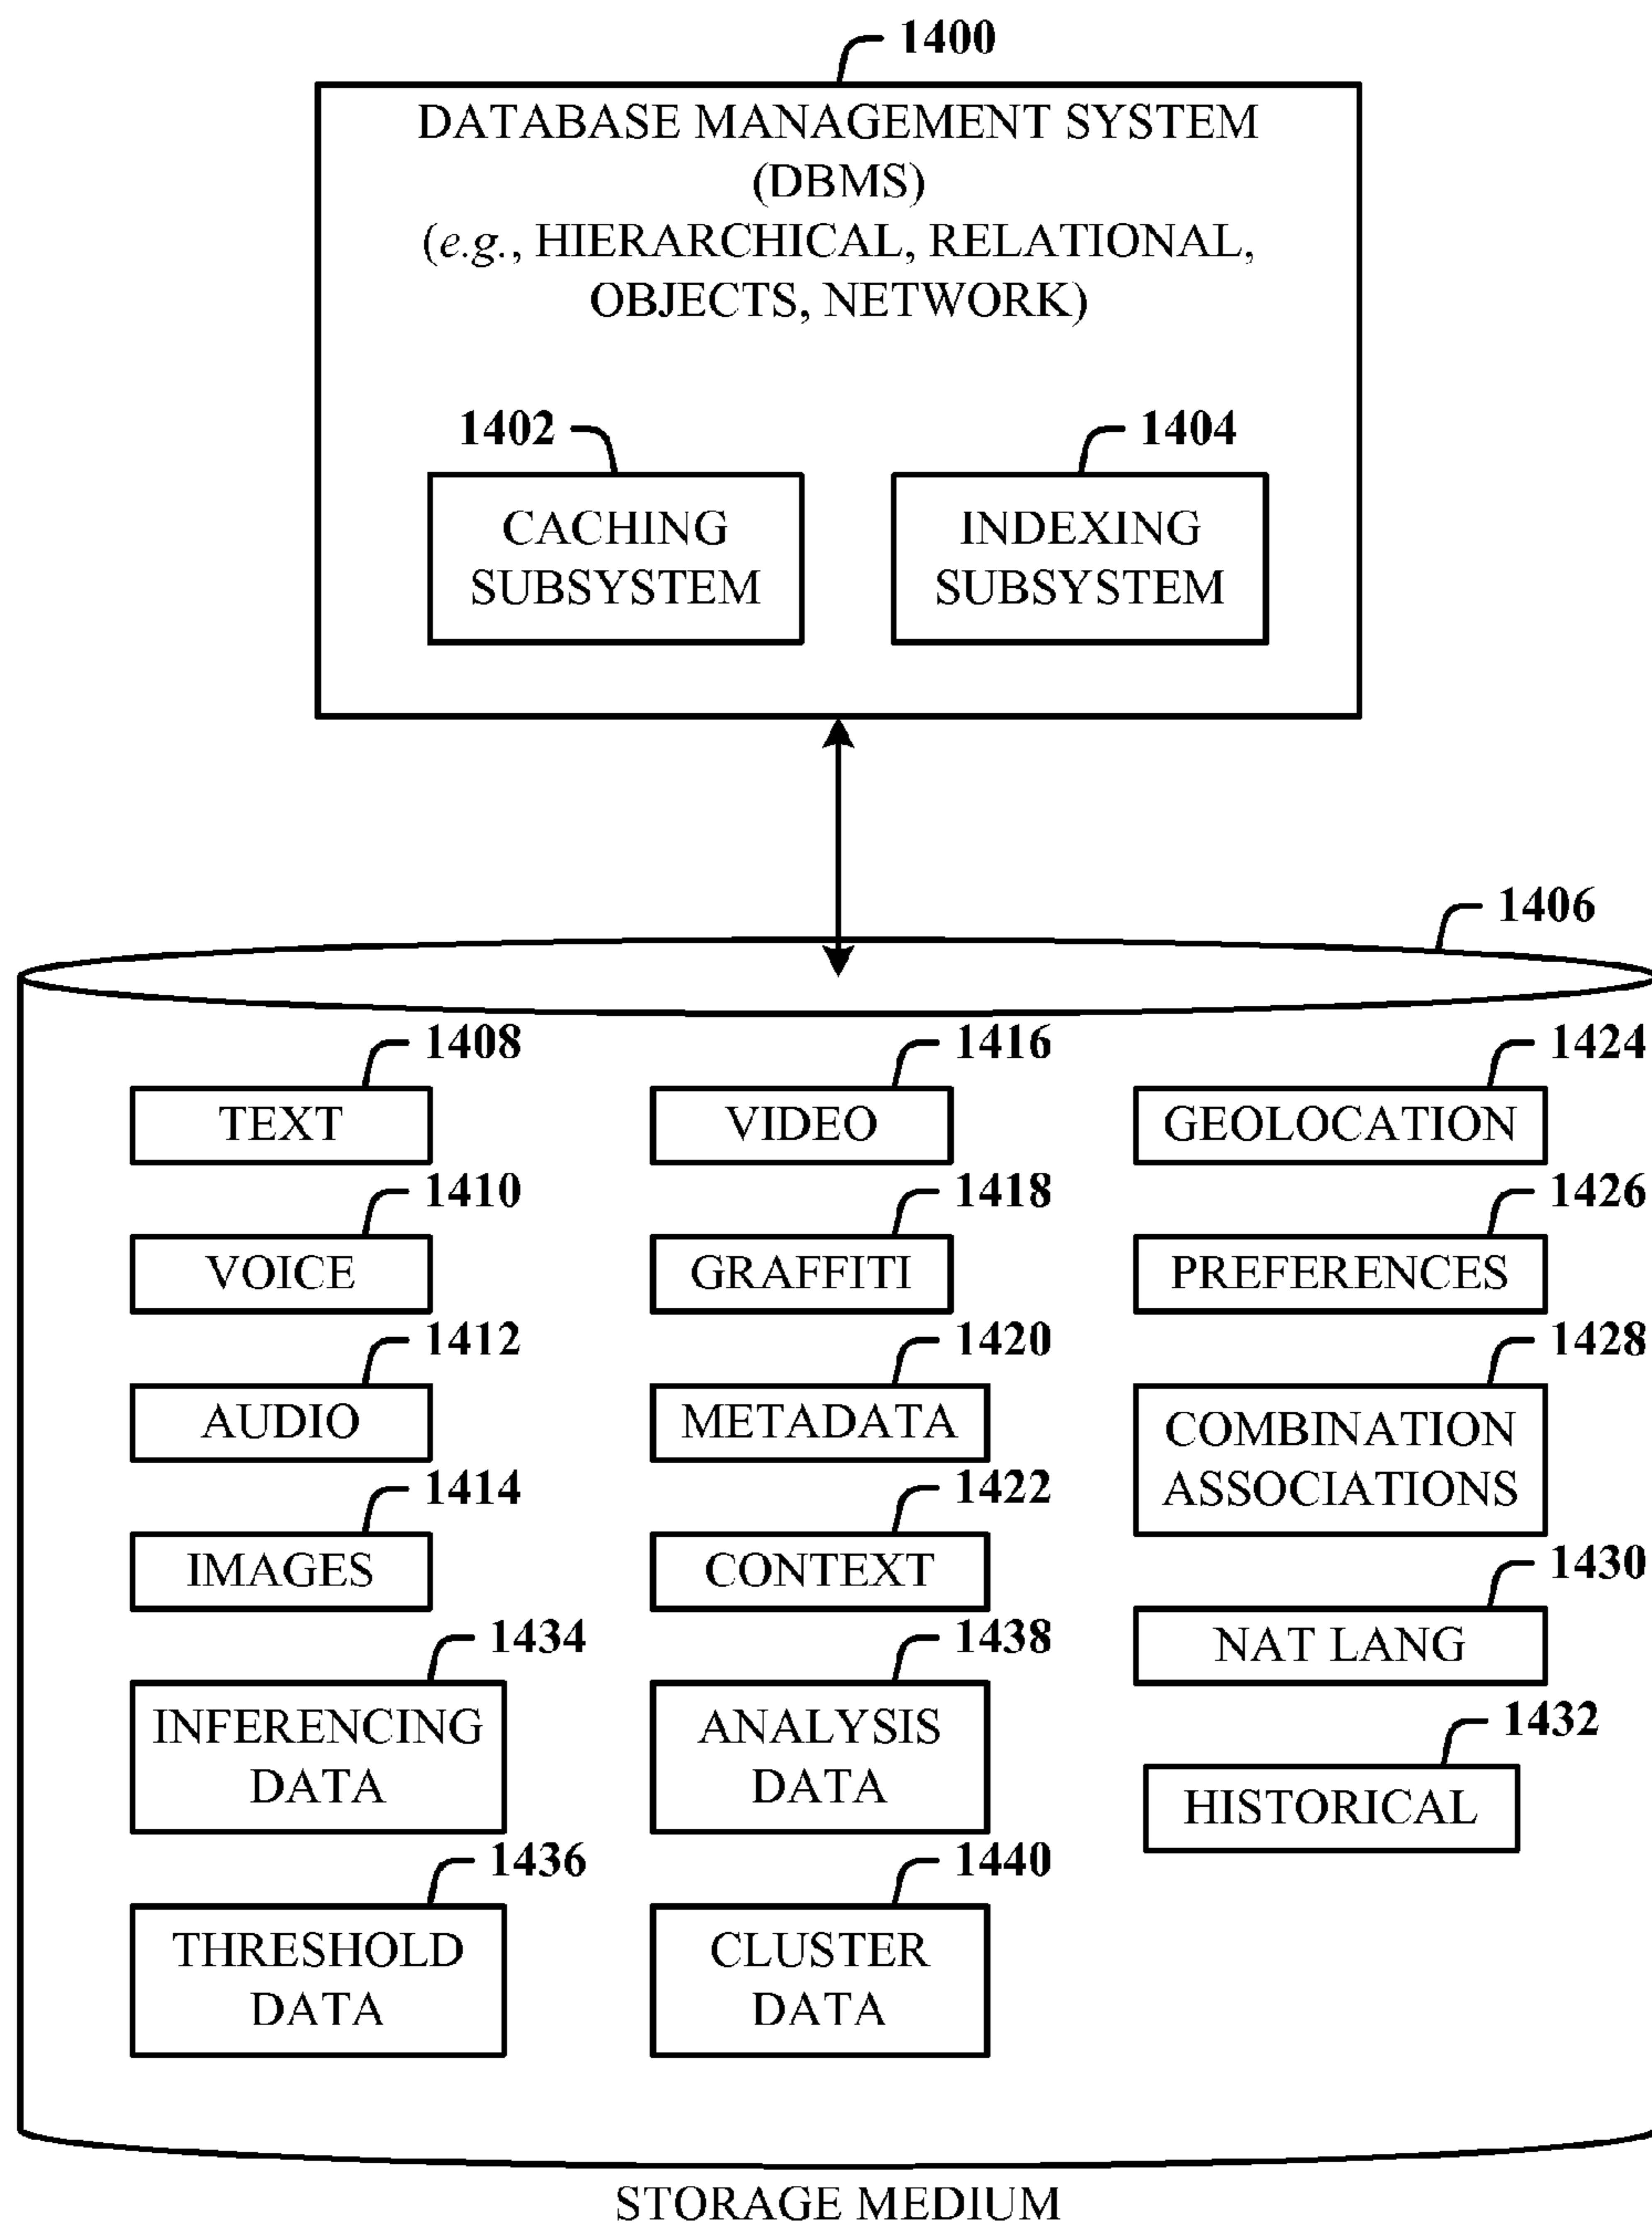 1400
DATABASE MANAGEMENT SYSTEM
(DBMS)
(e.g., HIERARCHICAL, RELATIONAL,
OBJECTS, NETWORK)
1402
1404
CACHING
SUBSYSTEM
INDEXING
SUBSYSTEM
1406
1408
1416
1424
TEXT
VIDEO
GEOLOCATION
1410
1418
1426
VOICE
GRAFFITI
PREFERENCES
1412
1420
1428
AUDIO
METADATA
COMBINATION
ASSOCIATIONS
1414
1422
IMAGES
CONTEXT
1430
NAT LANG
1434
1438
1432
INFERENCING
DATA
ANALYSIS
DATA
HISTORICAL
1436
1440
THRESHOLD
DATA
CLUSTER
DATA
STORAGE MEDIUM